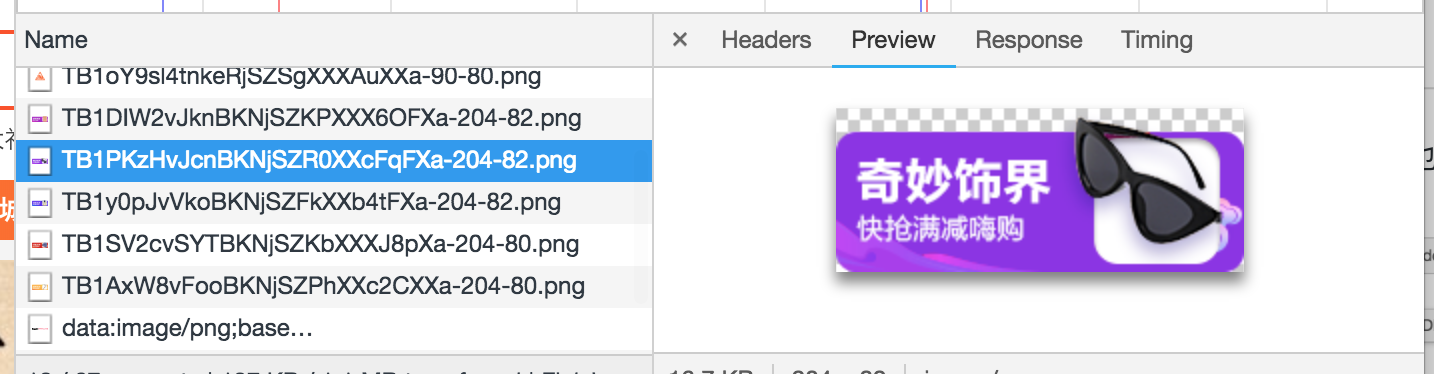 Name
× Headers Preview Response Timing
TB1oY9sl4tnkeRjSZSgXXXAuXXa-90-80.png
TB1DIW2vJknBKNjSZKPXXX6OFXa-204-82.png
TB1PKzHvJcnBKNjSZR0XXcFqFXa-204-82.png
TB1y0pJvVkoBKNjSZFkXXb4tFXa-204-82.png
TB1SV2cvSYTBKNjSZKbXXXJ8pXa-204-80.png
TB1AxW8vFooBKNjSZPhXXc2CXXa-204-80.png
data:image/png;base…
奇妙饰界
快抢满减嗨购
城